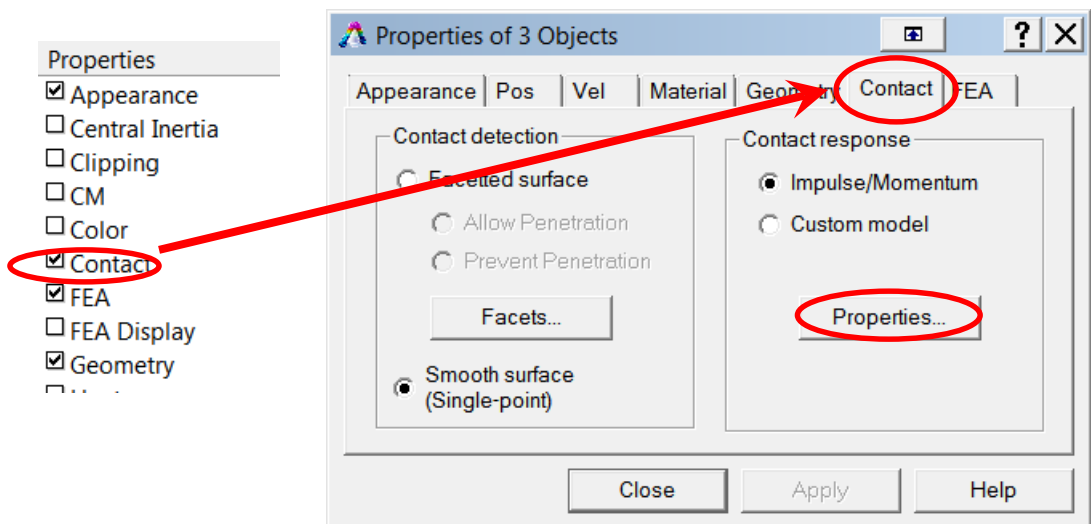 Properties
Appearance
Central Inertia
Clipping
CM
Color
Contact
FEA
FEA Display
Geometry
Properties of 3 Objects
?
Appearance Pos Vel Material Geometry Contact FEA
Contact detection
Facetted surface
Allow Penetration
Prevent Penetration
Facets...
Smooth surface
(Single-point)
Contact response
Impulse/Momentum
Custom model
Properties...
Close Apply Help